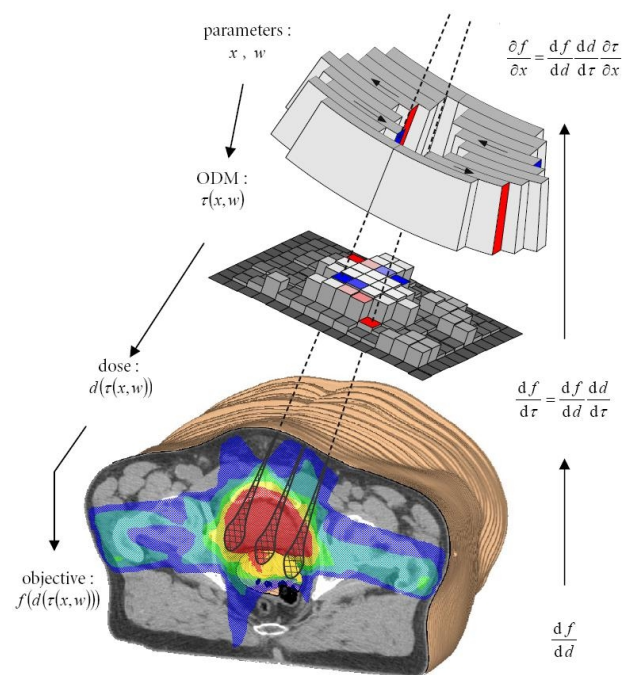 parameters :
x , w
∂f/∂x = df/dd dd/dτ ∂τ/∂x
ODM :
τ(x,w)
dose :
d(τ(x,w))
df/dτ = df/dd dd/dτ
objective :
f(d(τ(x,w)))
df/dd